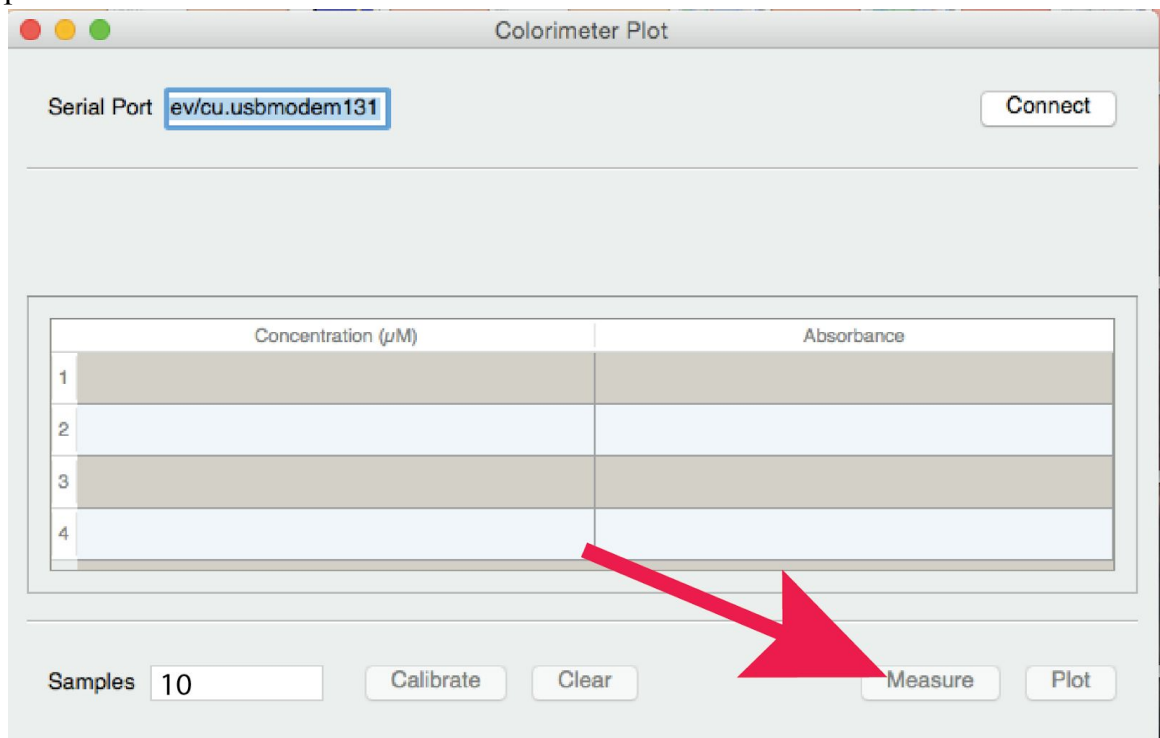 Colorimeter Plot
Serial Port ev/cu.usbmodem131 Connect
Concentration (µM) Absorbance
1
2
3
4
Samples 10 Calibrate Clear Measure Plot